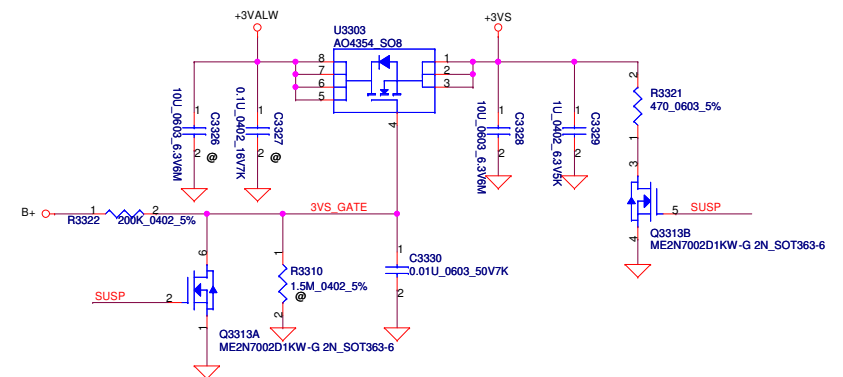 +3VALW
+3VS
U3303
AO4354_SO8
8
7
6
5
1
2
3
4
1
2
C3326
10U_0603_6.3V6M
@
1
2
C3327
0.1U_0402_16V7K
@
1
2
C3328
10U_0603_6.3V6M
1
2
C3329
1U_0402_6.3V5K
2
R3321
470_0603_5%
1
3
5
SUSP
4
Q3313B
ME2N7002D1KW-G 2N_SOT363-6
B+
1
2
R3322
200K_0402_5%
3VS_GATE
6
SUSP
2
1
Q3313A
ME2N7002D1KW-G 2N_SOT363-6
1
R3310
1.5M_0402_5%
@
2
1
C3330
0.01U_0603_50V7K
2